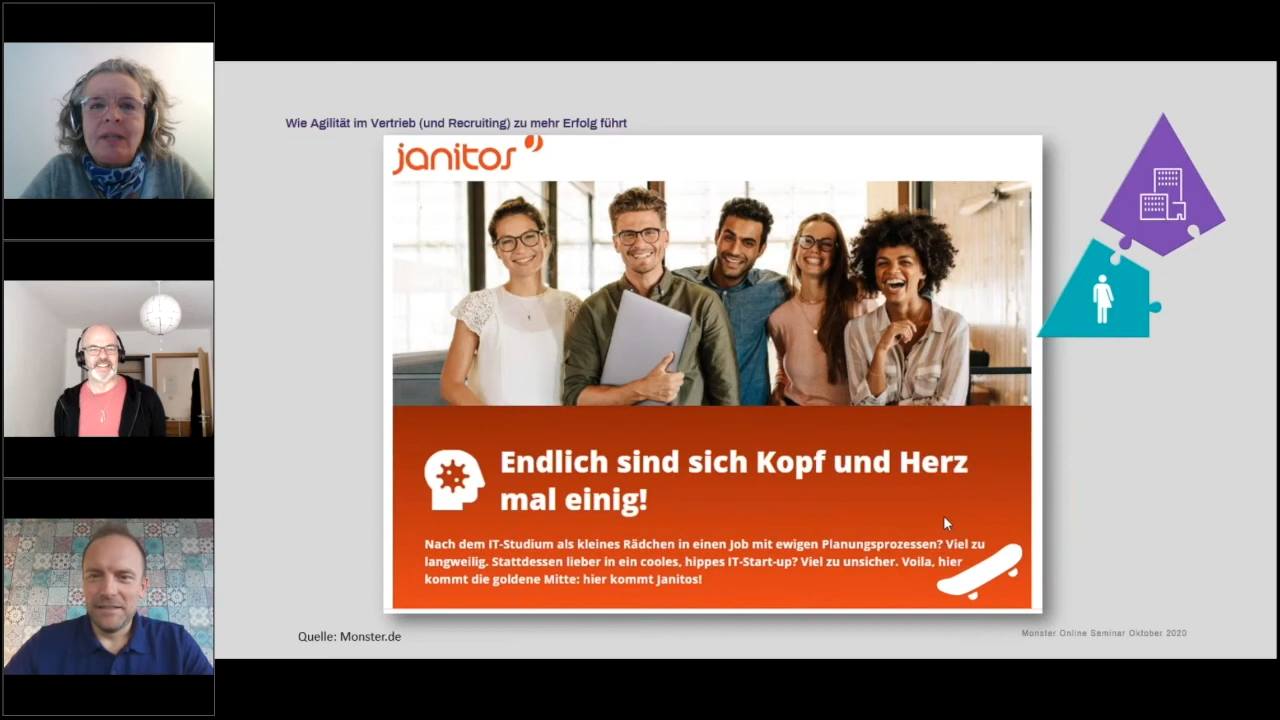 Wie Agilität im Vertrieb (und Recruiting) zu mehr Erfolg führt
janitos
Endlich sind sich Kopf und Herz
mal einig!
Nach dem IT-Studium als kleines Rädchen in einen Job mit ewigen Planungsprozessen? Viel zu
langweilig. Stattdessen lieber in ein cooles, hippes IT-Start-up? Viel zu unsicher. Voila, hier
kommt die goldene Mitte: hier kommt Janitos!
Quelle: Monster.de
Monster Online Seminar Oktober 2020